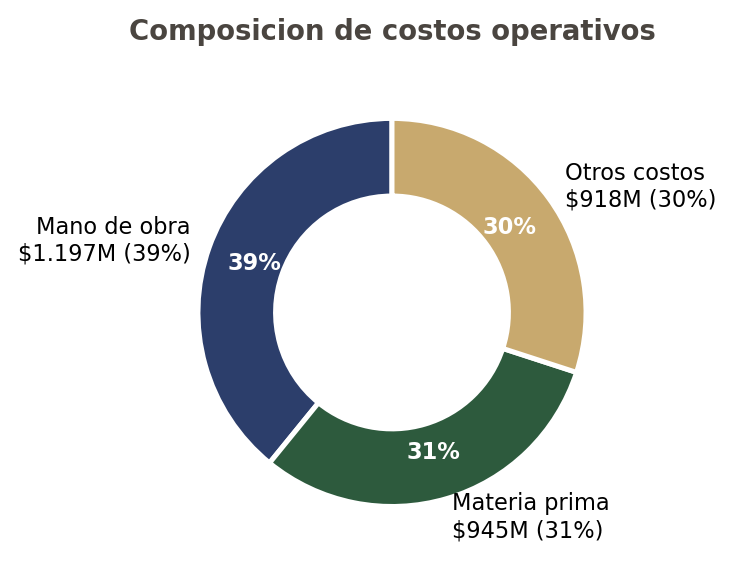 Composicion de costos operativos
Otros costos
$918M (30%)
Mano de obra
$1.197M (39%)
30%
39%
31%
Materia prima
$945M (31%)